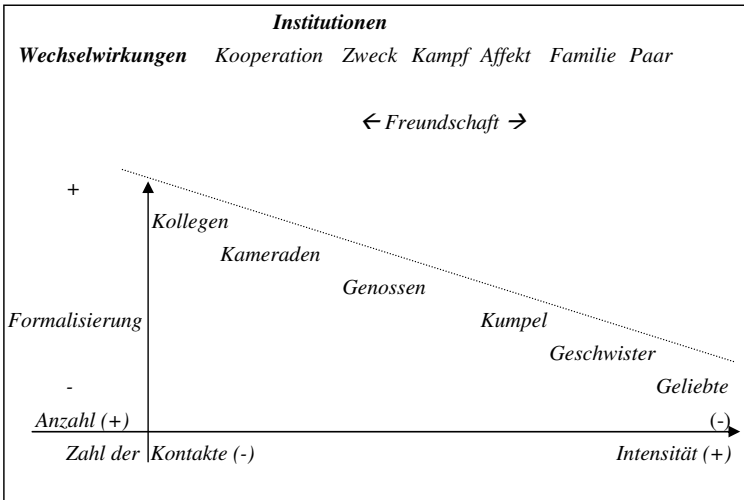 Institutionen
Wechselwirkungen Kooperation Zweck Kampf Affekt Familie Paar
← Freundschaft →
+
Kollegen
Kameraden
Genossen
Formalisierung Kumpel
Geschwister
- Geliebte
Anzahl (+) (-)
Zahl der Kontakte (-) Intensität (+)